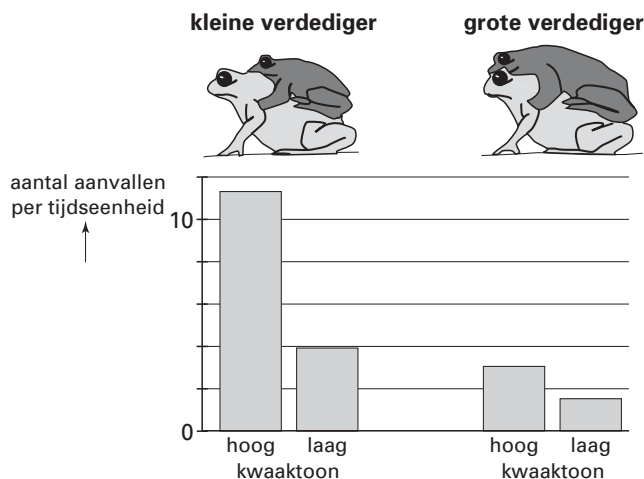 kleine verdediger
grote verdediger
aantal aanvallen
per tijdseenheid
10
0
hoog laag
kwaaktoon
hoog laag
kwaaktoon